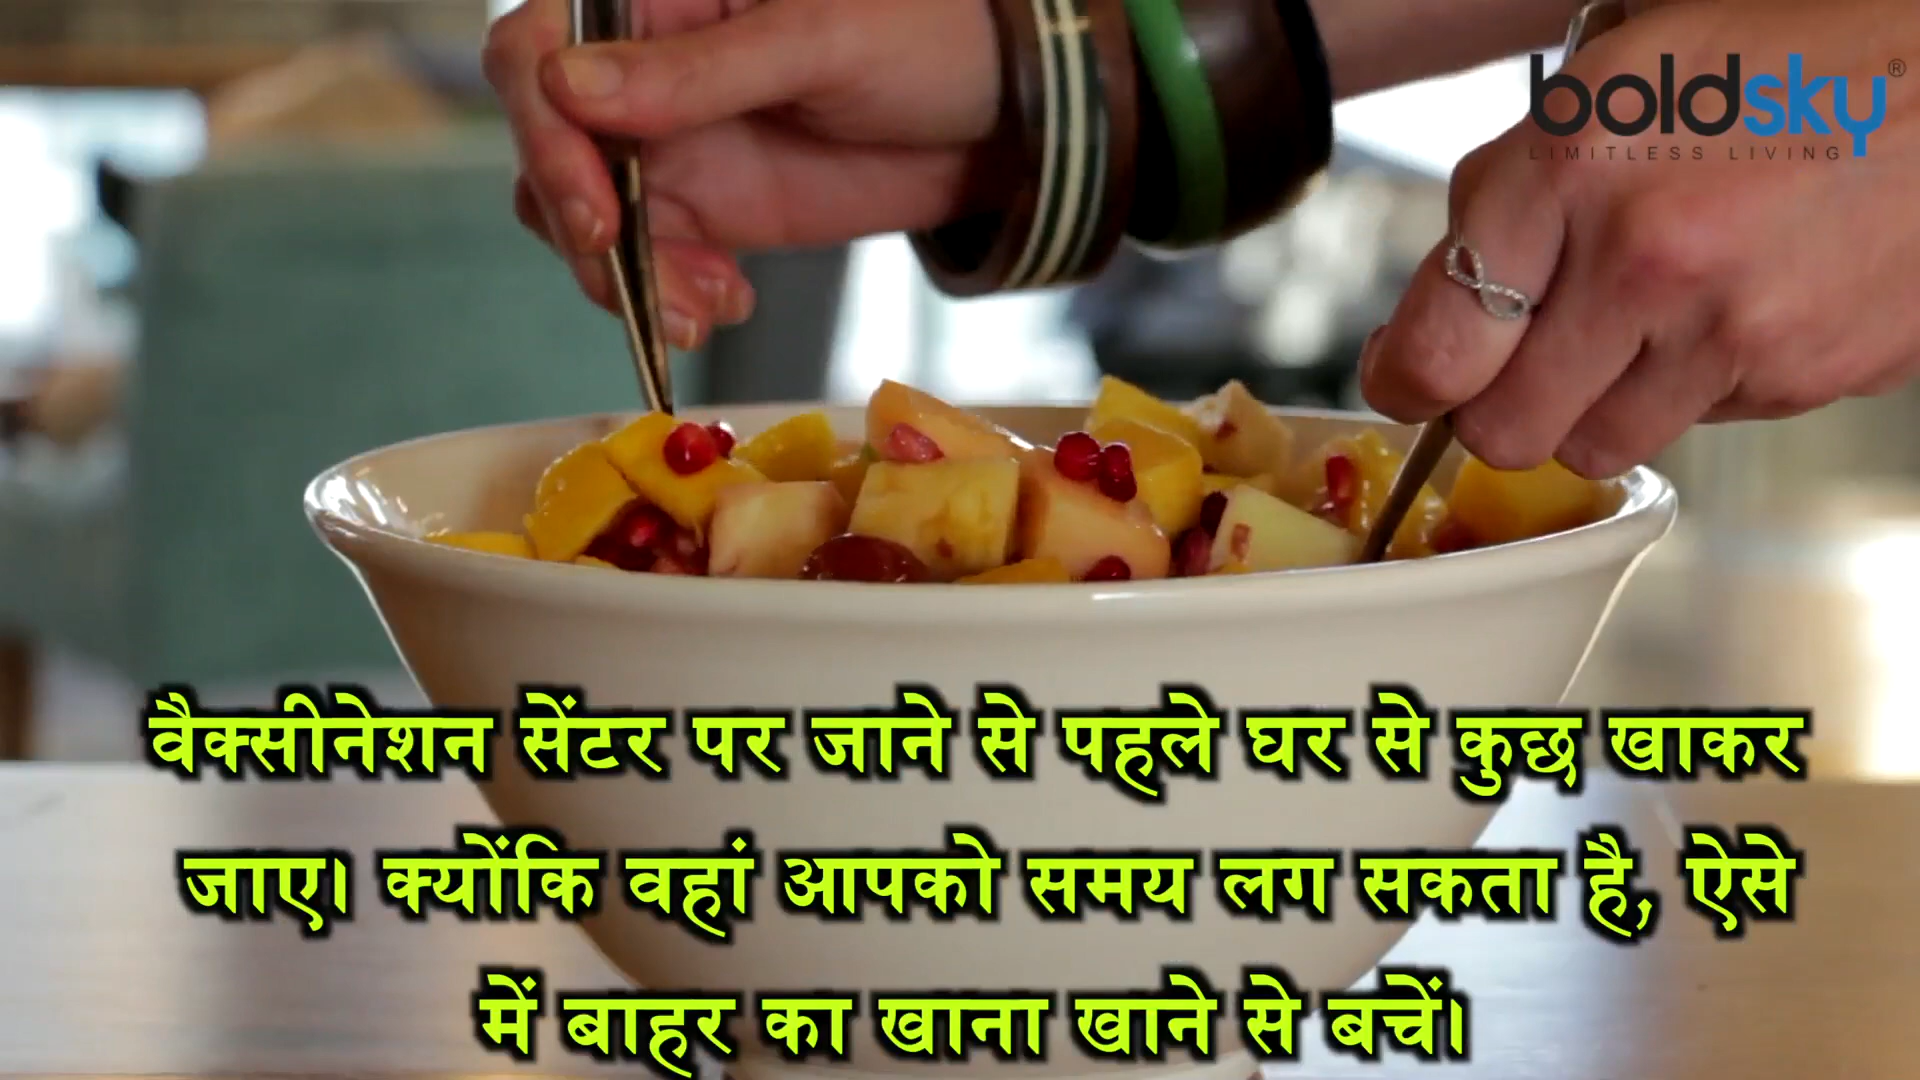 boldsky®
LIMITLESS LIVING
वैक्सीनेशन सेंटर पर जाने से पहले घर से कुछ खाकर
जाए। क्योंकि वहां आपको समय लग सकता है, ऐसे
में बाहर का खाना खाने से बचें।